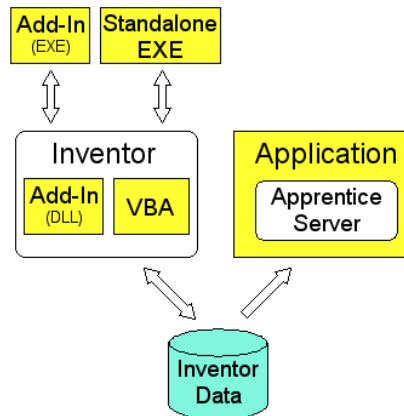 Add-In
(EXE)
Standalone
EXE
Inventor
Add-In
(DLL)
VBA
Application
Apprentice
Server
Inventor
Data